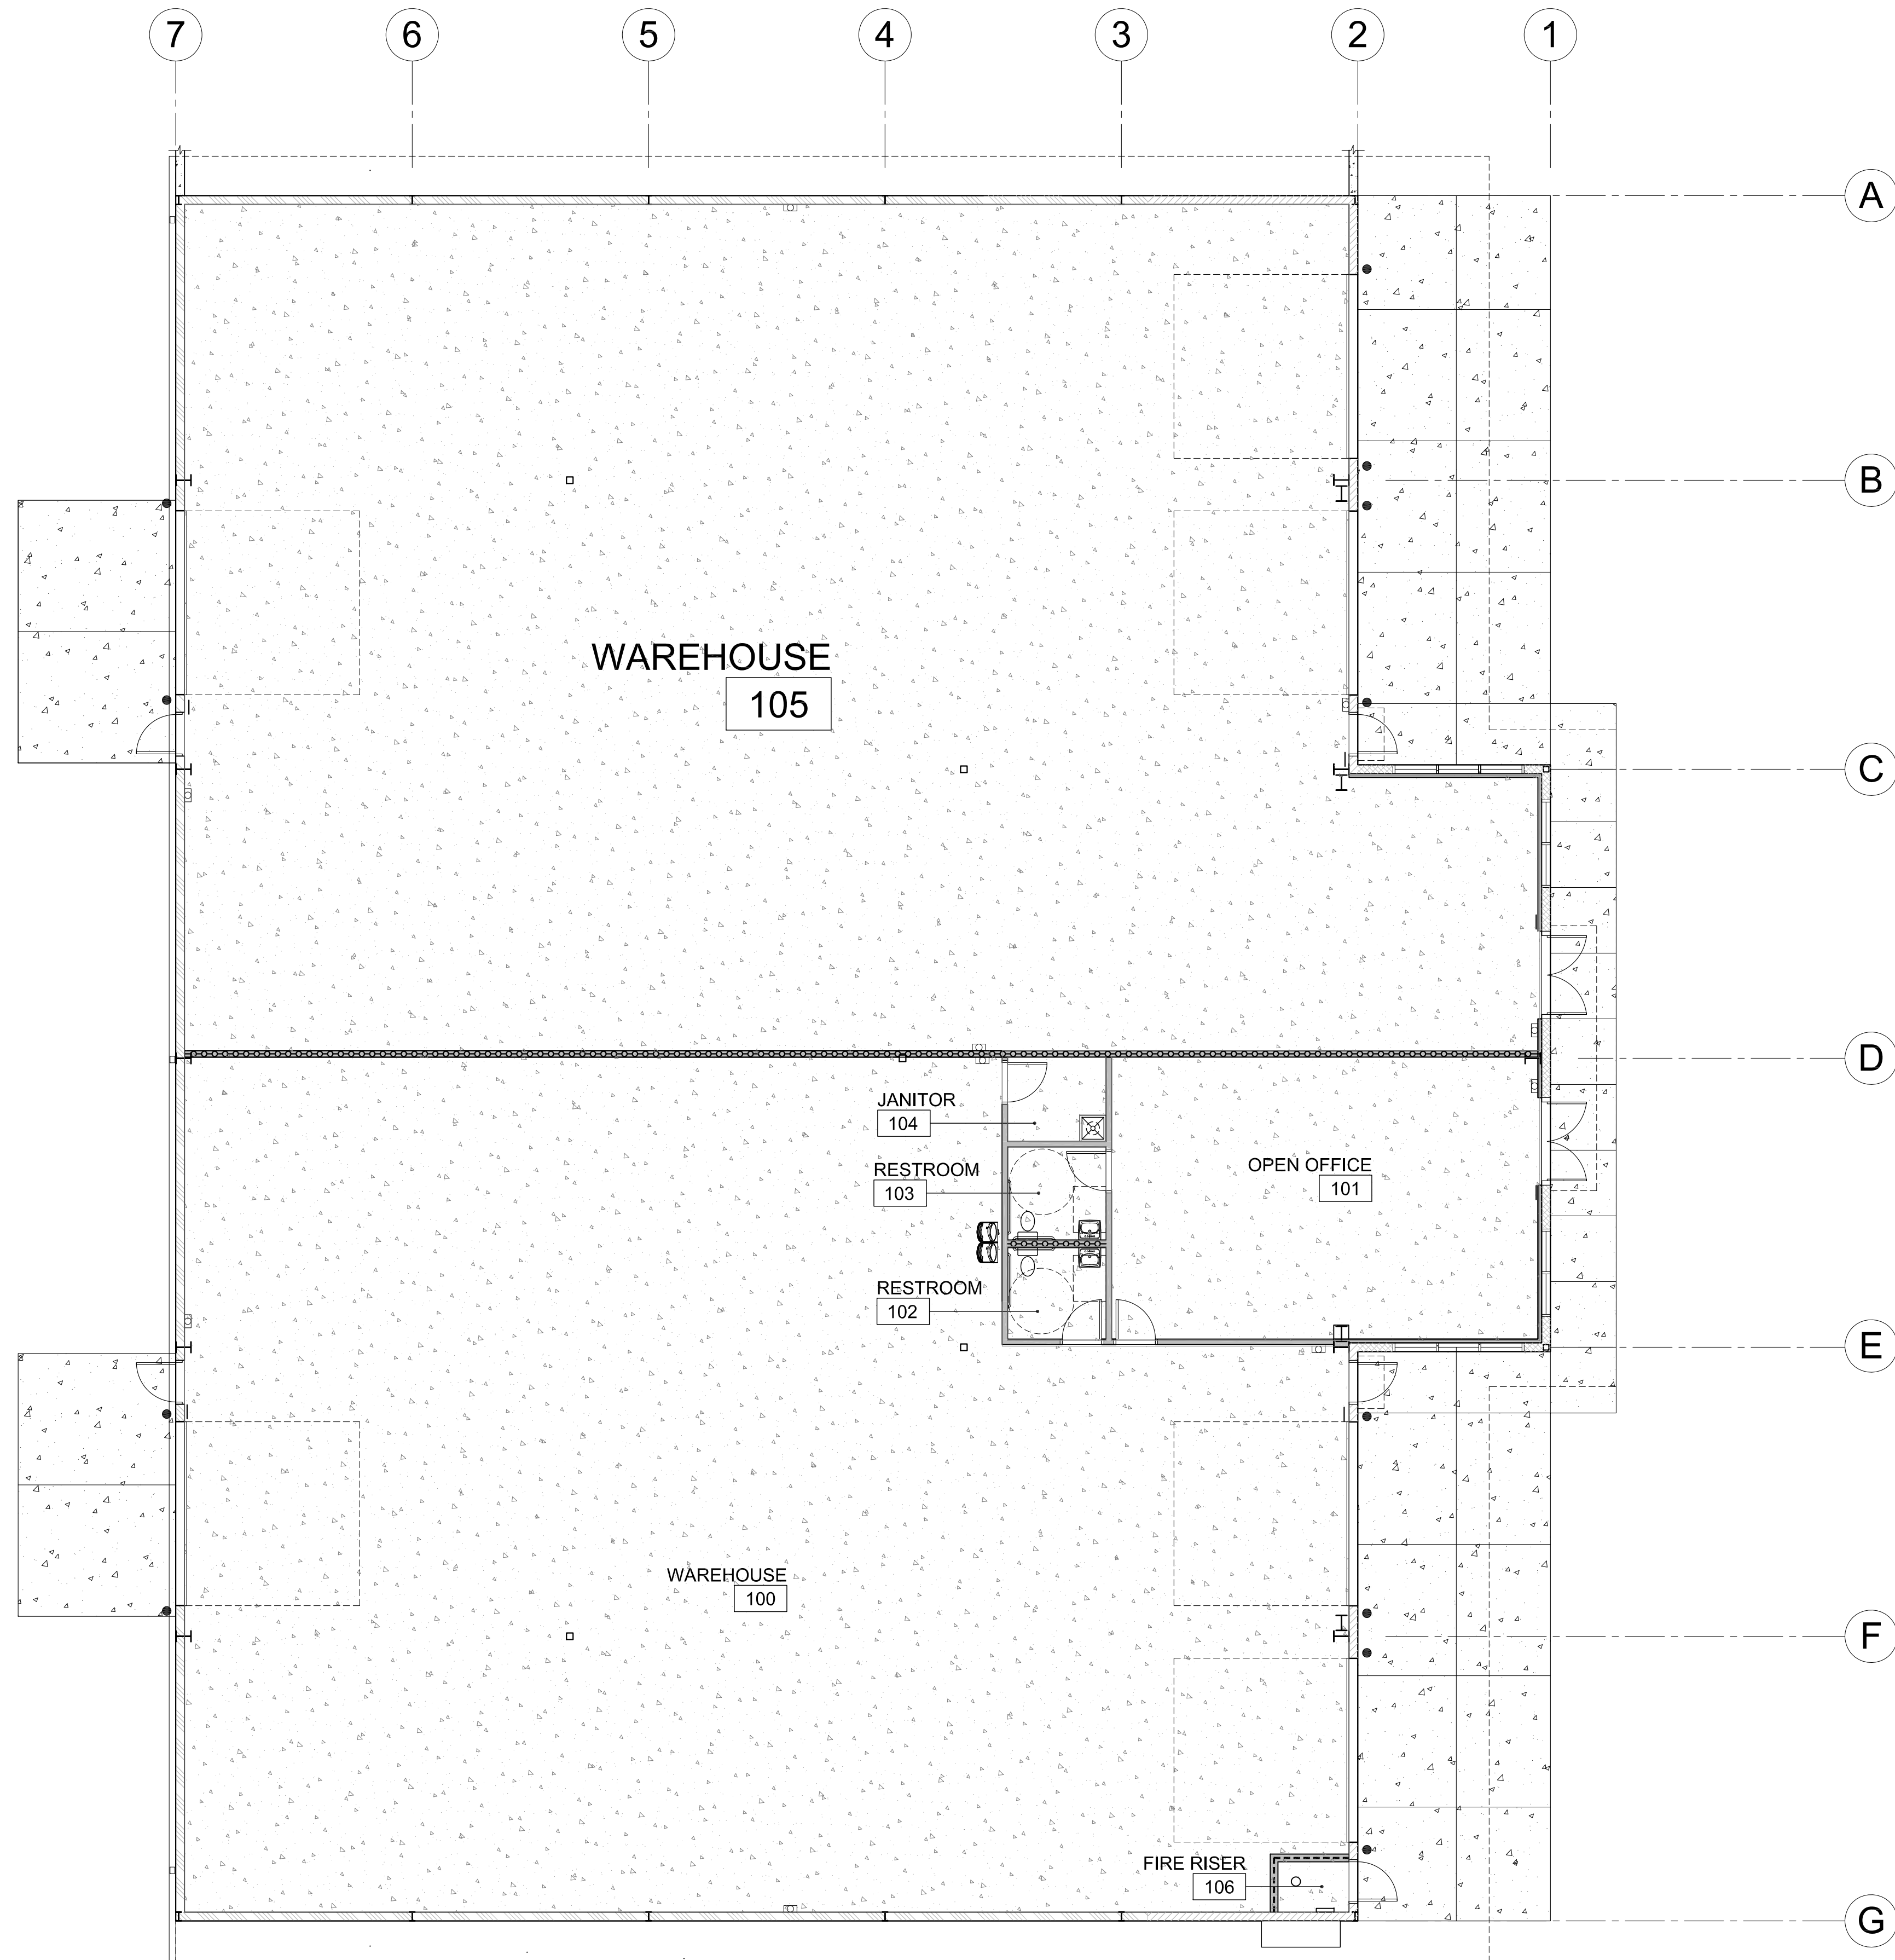 7 6 5 4 3 2 1
A
B
WAREHOUSE
105
C
D
JANITOR
104
RESTROOM
103
OPEN OFFICE
101
RESTROOM
102
E
WAREHOUSE
100
F
FIRE RISER
106
G